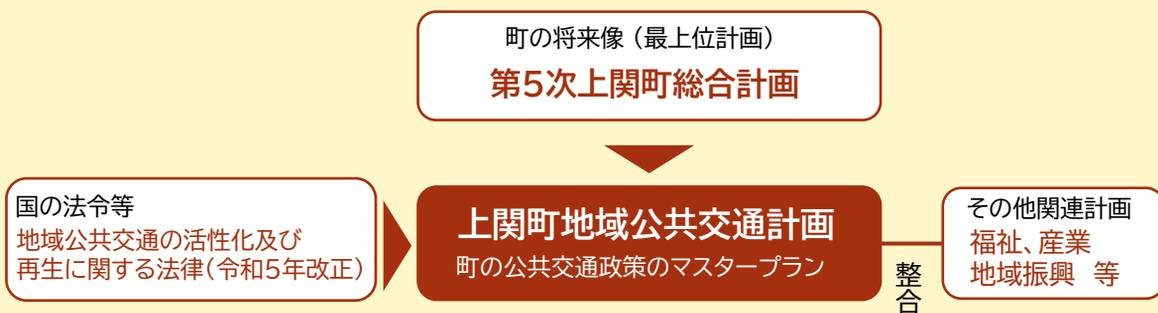 町の将来像（最上位計画）
第5次上関町総合計画
国の法令等
地域公共交通の活性化及び
再生に関する法律（令和5年改正）
上関町地域公共交通計画
町の公共交通政策のマスタープラン
整合
その他関連計画
福祉、産業
地域振興　等